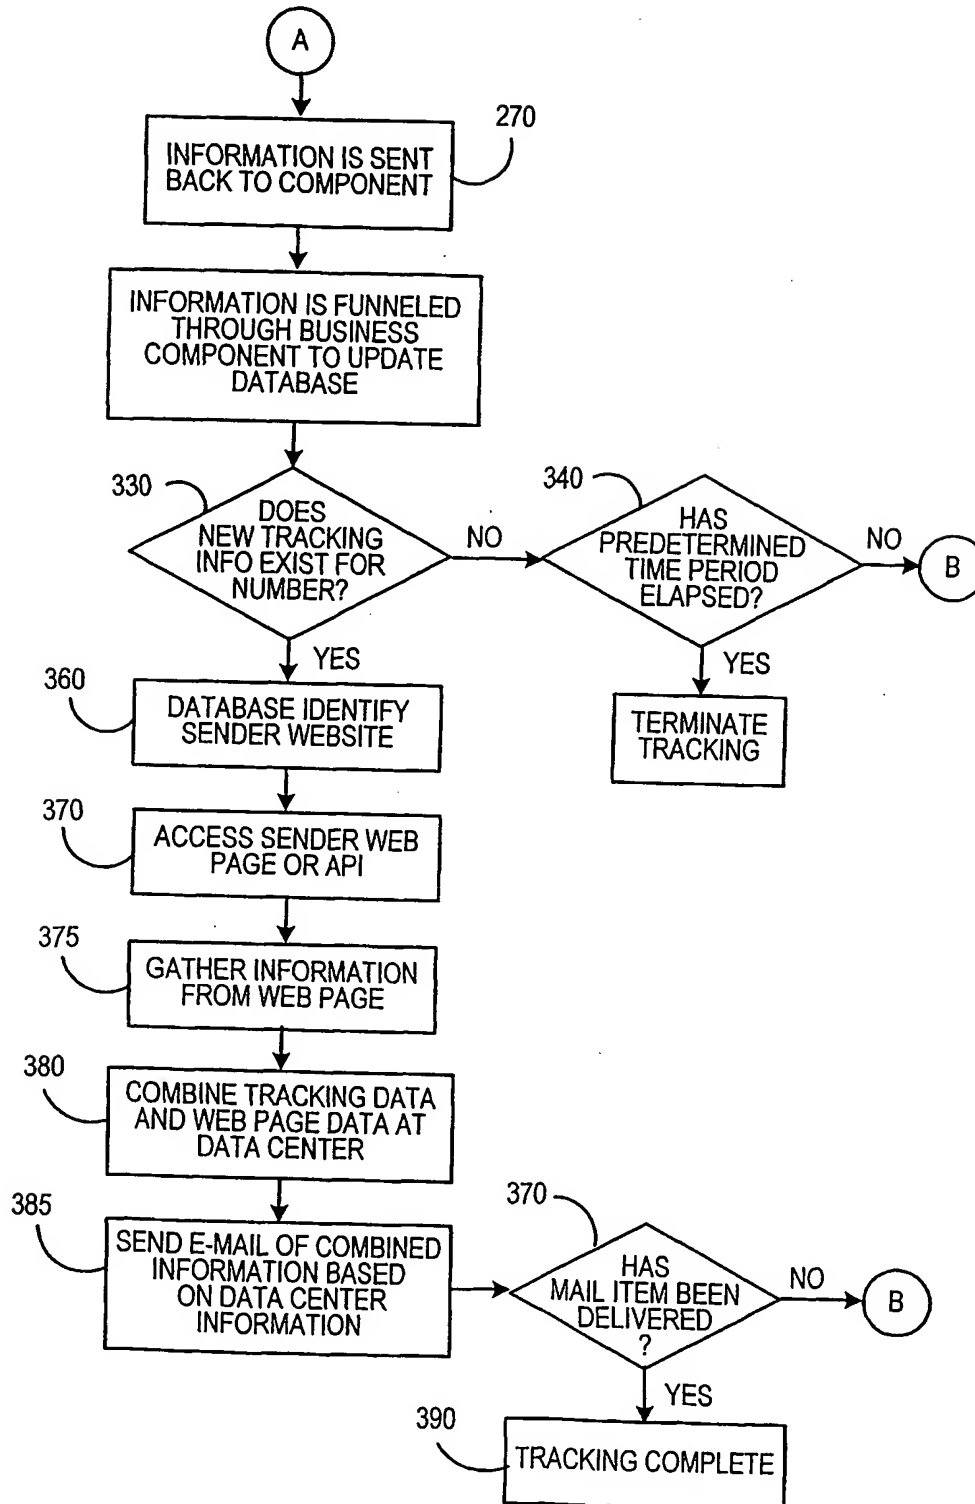 A
270
INFORMATION IS SENT
BACK TO COMPONENT
INFORMATION IS FUNNELED
THROUGH BUSINESS
COMPONENT TO UPDATE
DATABASE
330
DOES
NEW TRACKING
INFO EXIST FOR
NUMBER?
NO
340
HAS
PREDETERMINED
TIME PERIOD
ELAPSED?
NO
B
YES
YES
TERMINATE
TRACKING
360
DATABASE IDENTIFY
SENDER WEBSITE
370
ACCESS SENDER WEB
PAGE OR API
375
GATHER INFORMATION
FROM WEB PAGE
380
COMBINE TRACKING DATA
AND WEB PAGE DATA AT
DATA CENTER
385
SEND E-MAIL OF COMBINED
INFORMATION BASED
ON DATA CENTER
INFORMATION
370
HAS
MAIL ITEM BEEN
DELIVERED
?
NO
B
YES
390
TRACKING COMPLETE